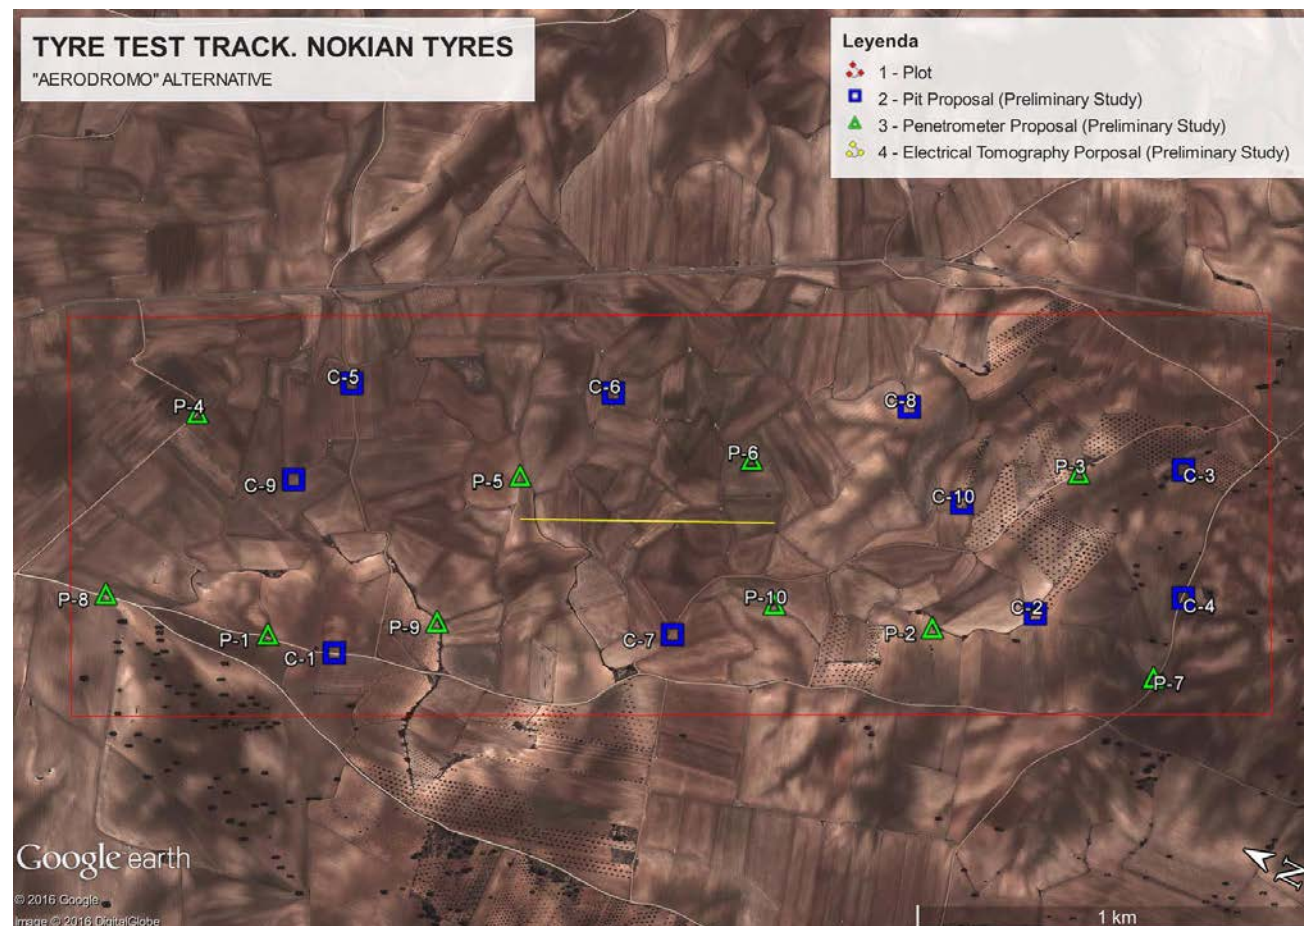 TYRE TEST TRACK. NOKIAN TYRES
"AERODROMO" ALTERNATIVE
Leyenda
1 - Plot
2 - Pit Proposal (Preliminary Study)
3 - Penetrometer Proposal (Preliminary Study)
4 - Electrical Tomography Porposal (Preliminary Study)
C-5
C-6
C-8
P-4
P-6
P-3
C-9
P-5
C-3
C-10
P-8
P-10
C-2
C-4
P-1
P-9
P-2
C-1
C-7
P-7
Google earth
© 2016 Google
Image © 2016 DigitalGlobe
N
1 km